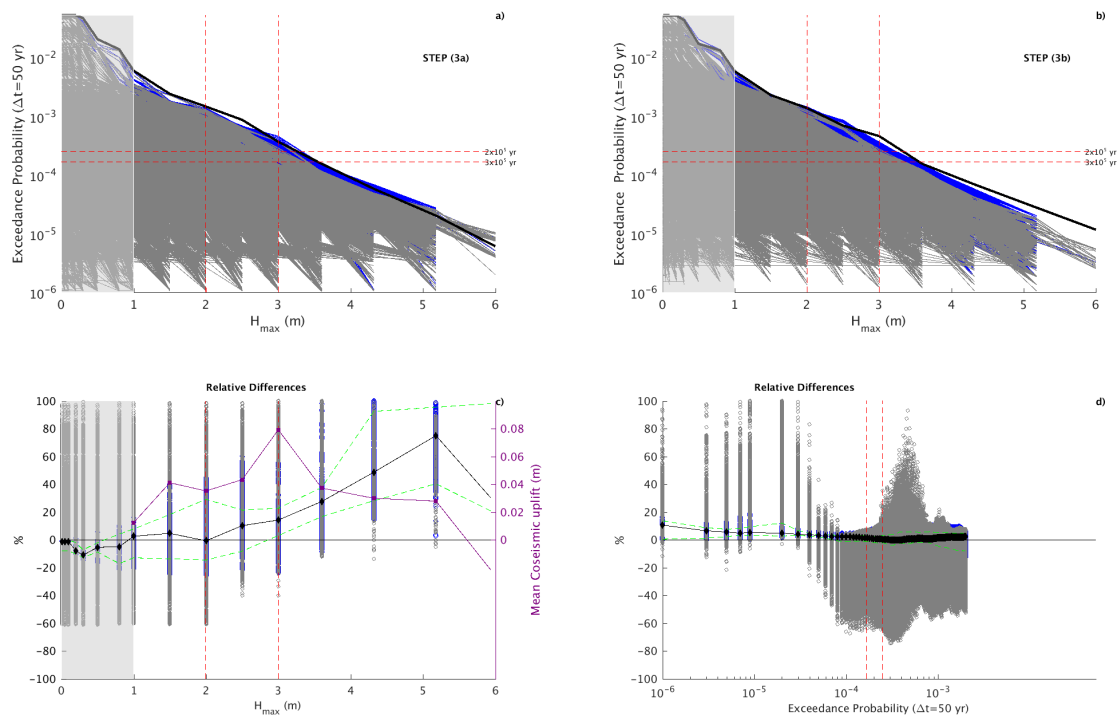 a)
STEP (3a)
Exceedance Probability (Δt=50 yr)
10⁻²
10⁻³
10⁻⁴
10⁻⁵
10⁻⁶
2x10⁵ yr
3x10⁵ yr
0 1 2 3 4 5 6
H_max (m)
b)
STEP (3b)
Exceedance Probability (Δt=50 yr)
10⁻²
10⁻³
10⁻⁴
10⁻⁵
10⁻⁶
2x10⁵ yr
3x10⁵ yr
0 1 2 3 4 5 6
H_max (m)
Relative Differences
c)
%
100
80
60
40
20
0
-20
-40
-60
-80
-100
0 1 2 3 4 5 6
H_max (m)
0.08
0.06
0.04
0.02
0
Mean Coseismic uplift (m)
Relative Differences
d)
%
100
80
60
40
20
0
-20
-40
-60
-80
-100
10⁻⁶ 10⁻⁵ 10⁻⁴ 10⁻³
Exceedance Probability (Δt=50 yr)